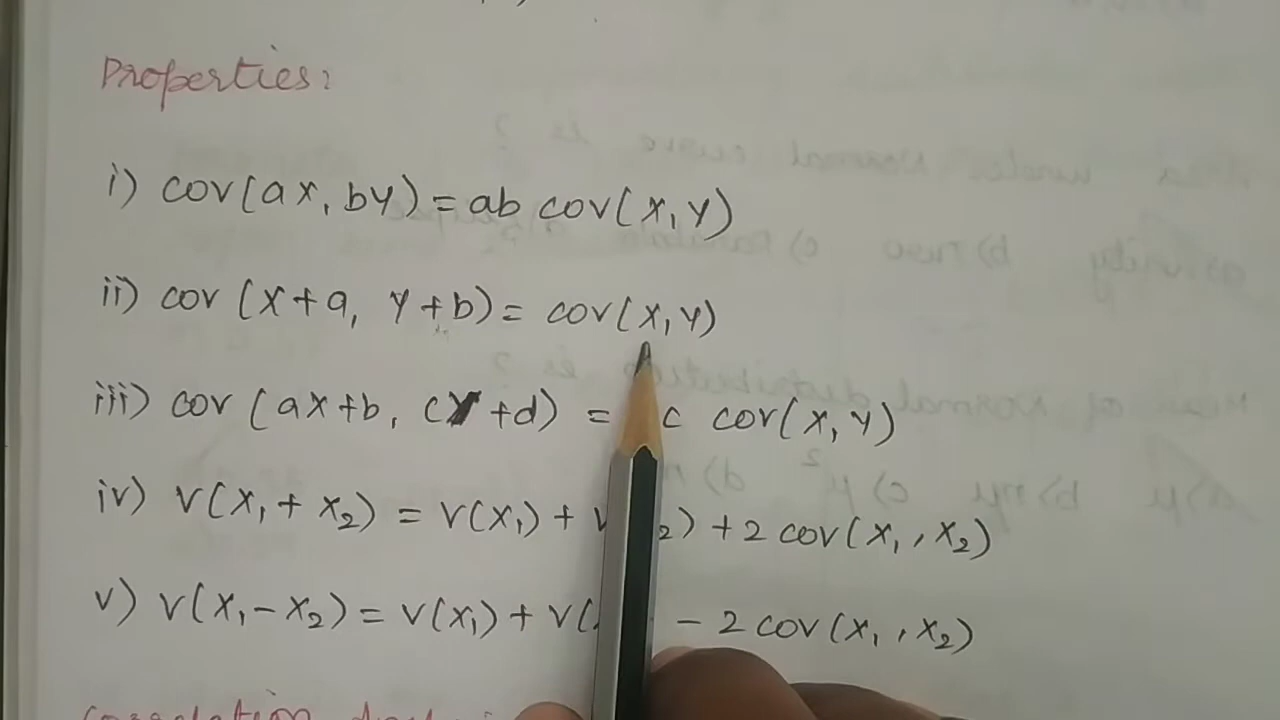 Properties:
i) cov(ax, by) = ab cov(x, y)
ii) cov (x+a, y+b) = cov(x, y)
iii) cov (ax+b, cy+d) = c cov(x, y)
iv) v(x₁ + x₂) = v(x₁) + v ₂) + 2 cov(x₁, x₂)
v) v(x₁ - x₂) = v(x₁) + v( - 2 cov(x₁, x₂)